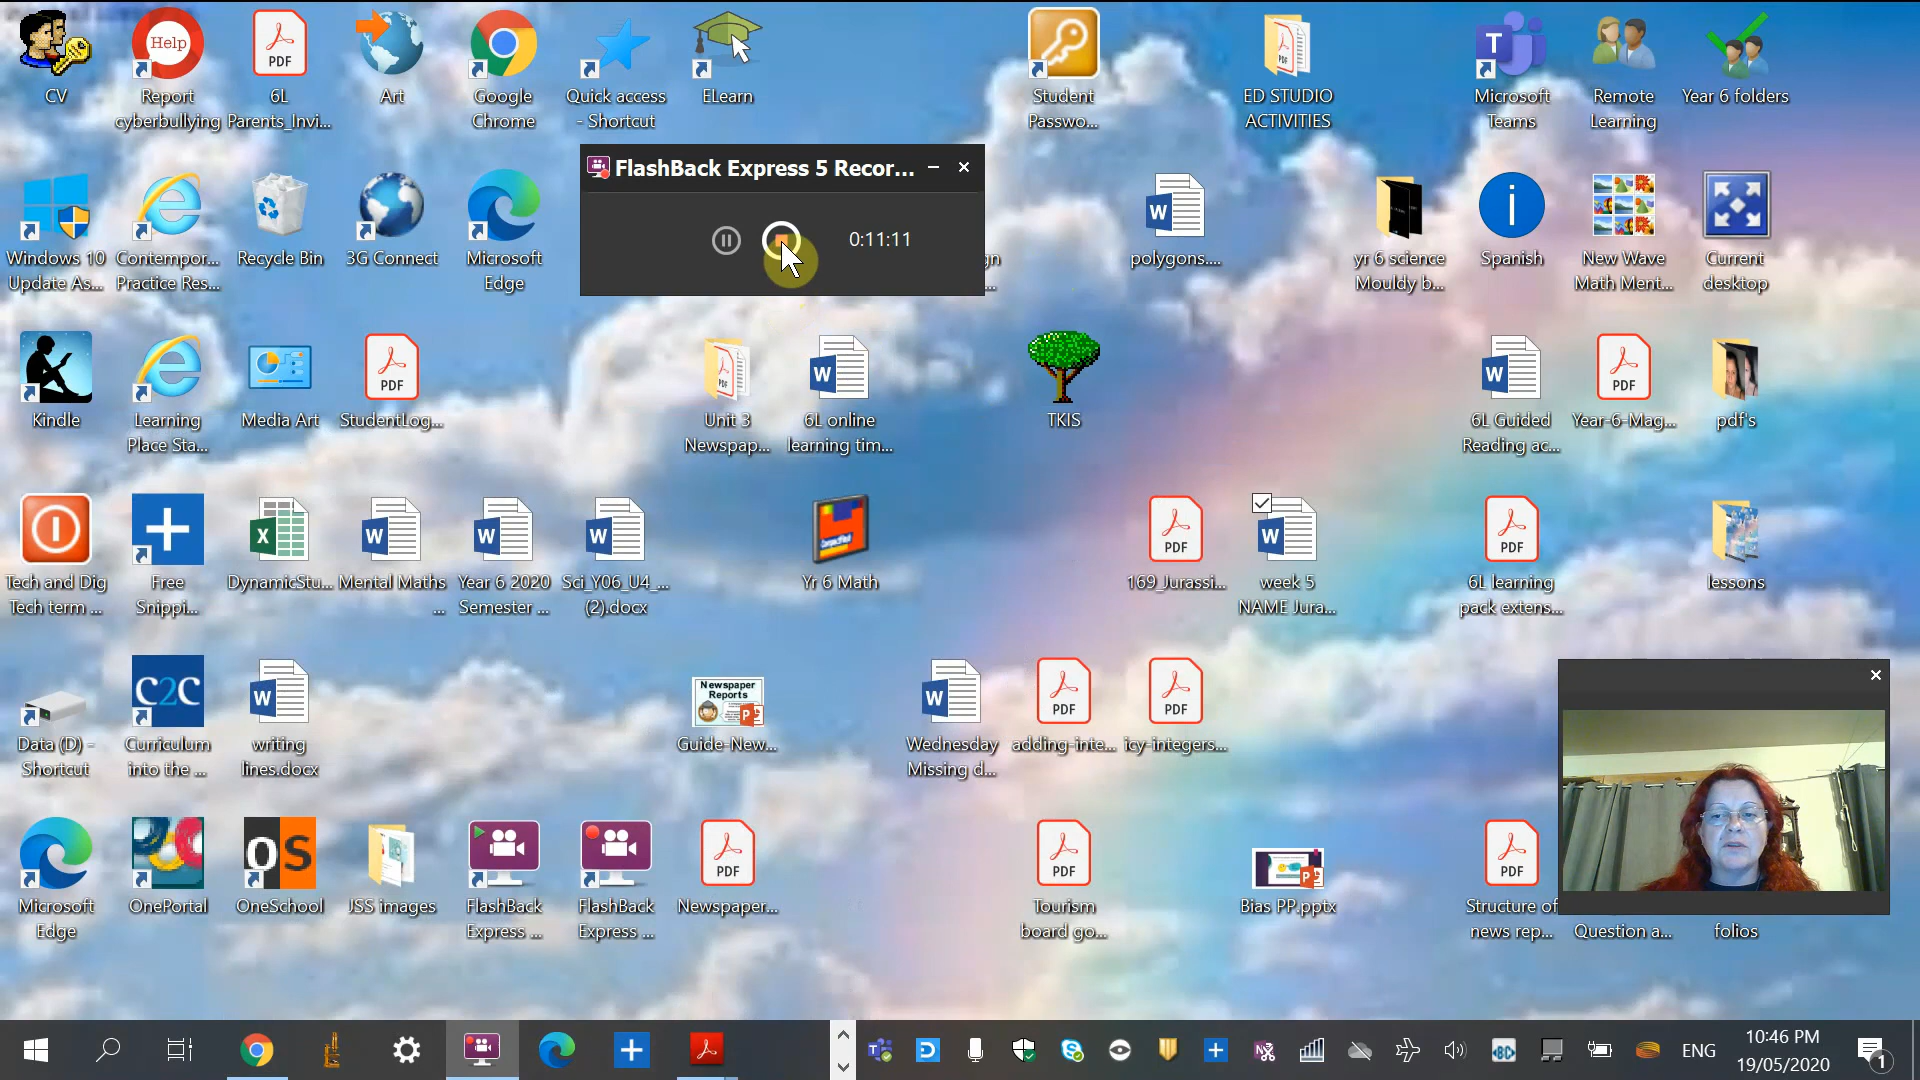 CV
Help
Report
cyberbullying
PDF
6L
Parents_Invi...
Art
Google
Chrome
Quick access
- Shortcut
ELearn
Student
Passwo...
PDF
ED STUDIO
ACTIVITIES
T
Microsoft
Teams
Remote
Learning
Year 6 folders
FlashBack Express 5 Recor...
0:11:11
Windows 10
Update As...
Contempor...
Practice Res...
Recycle Bin
3G Connect
Microsoft
Edge
gn
...
W
polygons....
yr 6 science
Mouldy b...
i
Spanish
New Wave
Math Ment...
Current
desktop
Kindle
Learning
Place Sta...
Media Art
PDF
StudentLog...
PDF
Unit 3
Newspap...
W
6L online
learning tim...
TKIS
W
6L Guided
Reading ac...
PDF
Year-6-Mag...
pdf's
Tech and Dig
Tech term ...
Free
Snippi...
X
DynamicStu...
W
Mental Maths
...
W
Year 6 2020
Semester ...
W
Sci_Y06_U4_...
(2).docx
Yr 6 Math
PDF
169_Jurassi...
W
week 5
NAME Jura...
PDF
6L learning
pack extens...
lessons
Data (D) -
Shortcut
C2C
Curriculum
into the ...
W
writing
lines.docx
Newspaper
Reports
P
Guide-New...
W
Wednesday
Missing d...
PDF
adding-inte...
PDF
icy-integers...
Microsoft
Edge
OnePortal
OS
OneSchool
JSS images
FlashBack
Express ...
FlashBack
Express ...
PDF
Newspaper...
PDF
Tourism
board go...
P
Bias PP.pptx
PDF
Structure of
news rep...
Question a...
folios
ENG
10:46 PM
19/05/2020
1